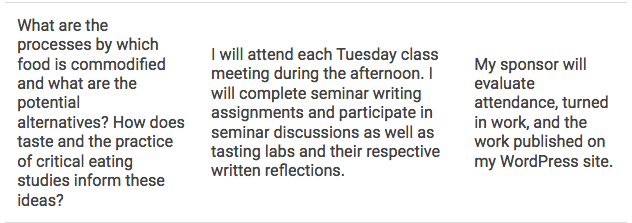 What are the
processes by which
food is commodified
and what are the
potential
alternatives? How does
taste and the practice
of critical eating
studies inform these
ideas?
I will attend each Tuesday class
meeting during the afternoon. I
will complete seminar writing
assignments and participate in
seminar discussions as well as
tasting labs and their respective
written reflections.
My sponsor will
evaluate
attendance, turned
in work, and the
work published on
my WordPress site.